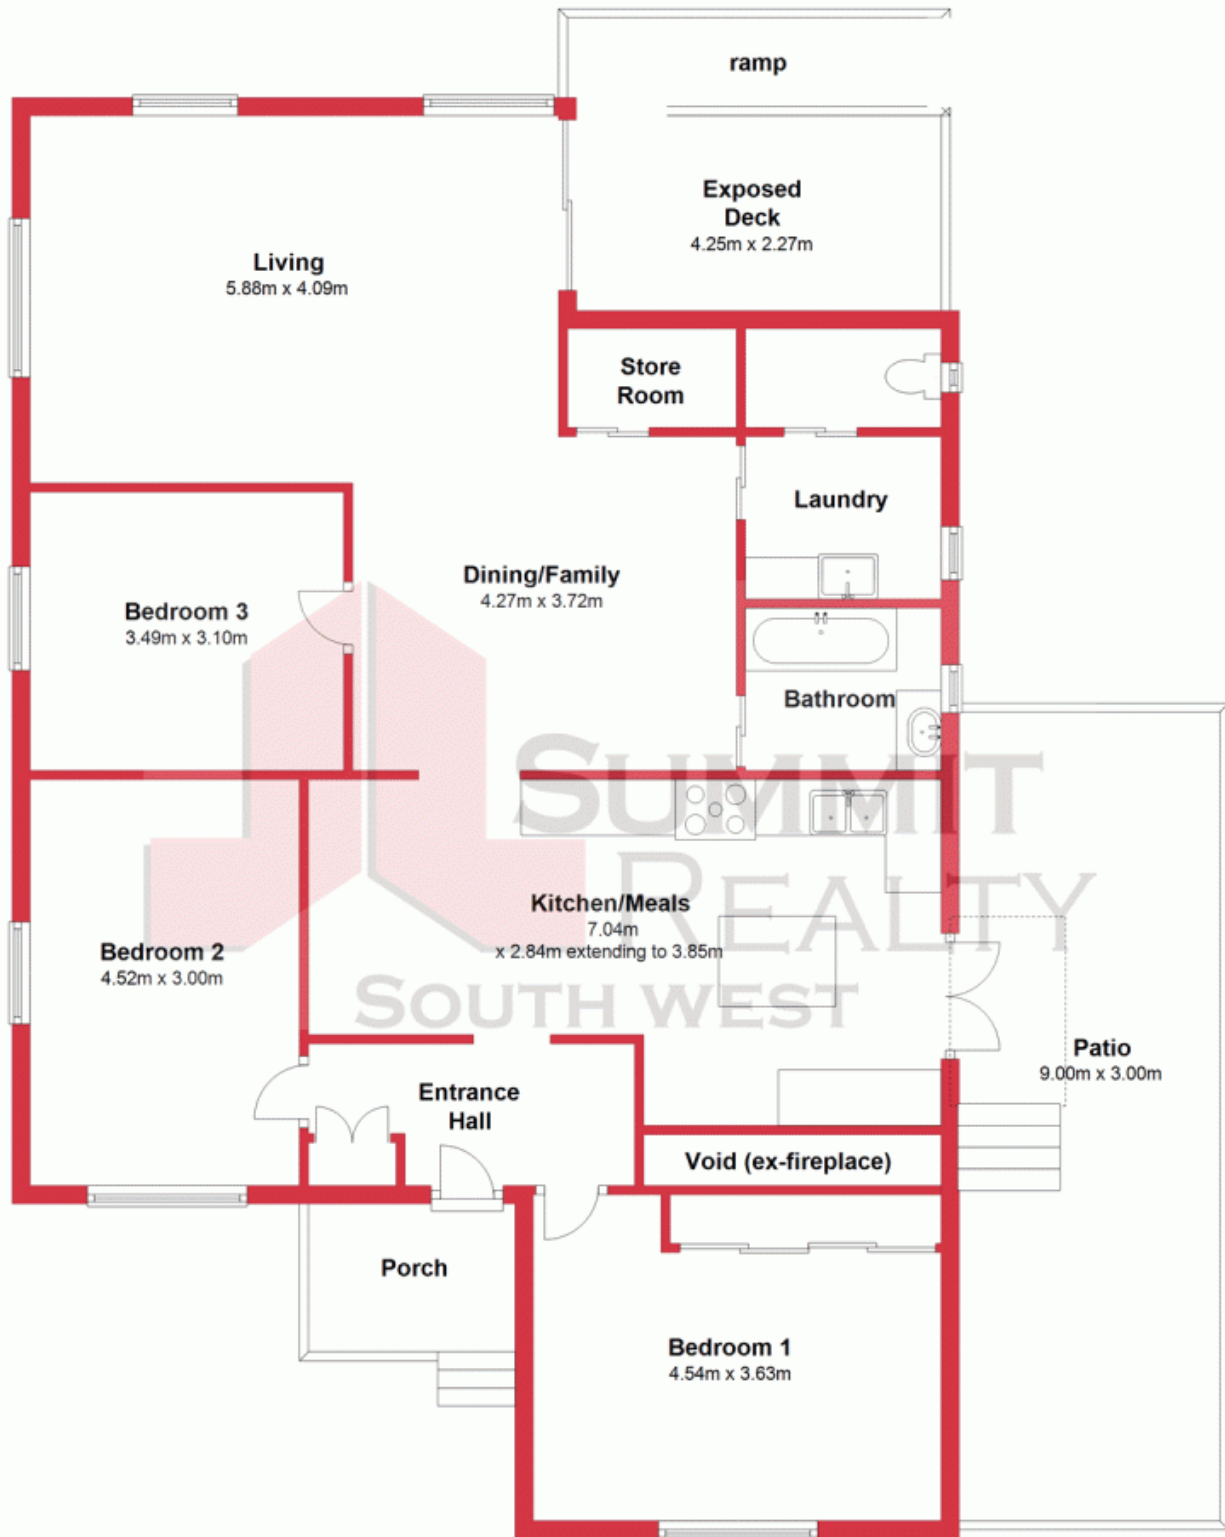 ramp
Exposed
Deck
4.25m x 2.27m
Living
5.88m x 4.09m
Store
Room
Laundry
Dining/Family
4.27m x 3.72m
Bedroom 3
3.49m x 3.10m
Bathroom
SUMMIT
REALTY
SOUTH WEST
Kitchen/Meals
7.04m
x 2.84m extending to 3.85m
Bedroom 2
4.52m x 3.00m
Patio
9.00m x 3.00m
Entrance
Hall
Void (ex-fireplace)
Porch
Bedroom 1
4.54m x 3.63m